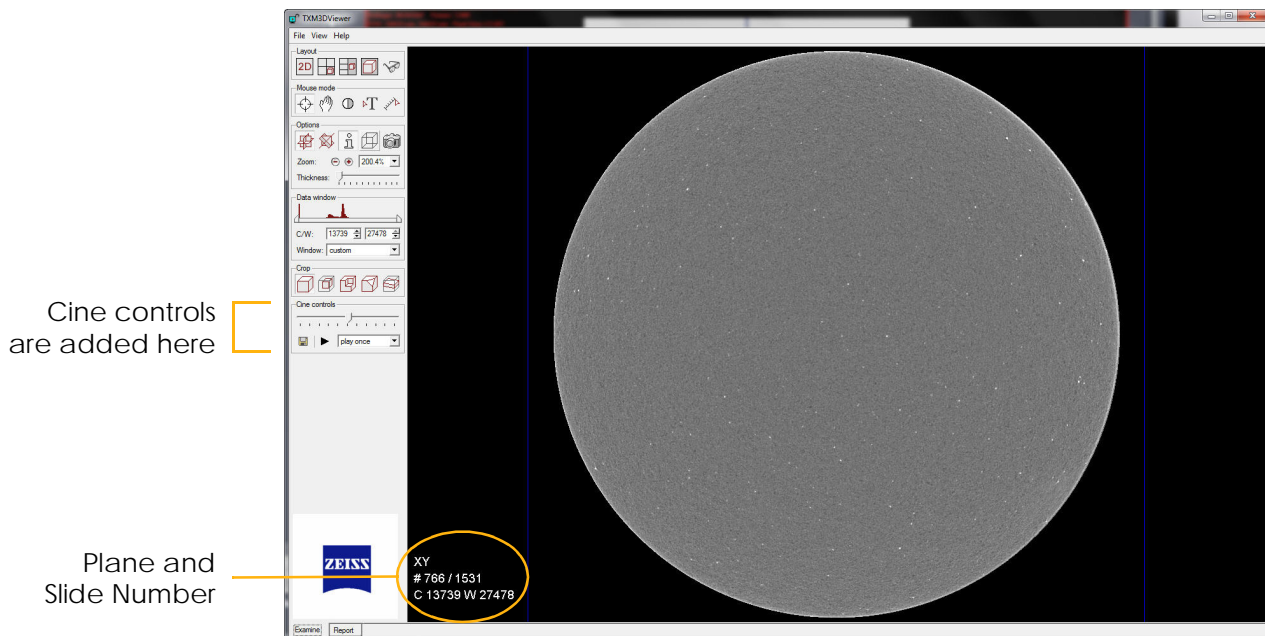 TXM3DViewer
File View Help
Layout
2D
Mouse mode
T
Options
i
Zoom: 200.4%
Thickness:
Data window
C/W: 13739 27478
Window: custom
Crop
Cine controls
play once
Cine controls
are added here
ZEISS
Plane and
Slide Number
XY
# 766 / 1531
C 13739 W 27478
Examine Report